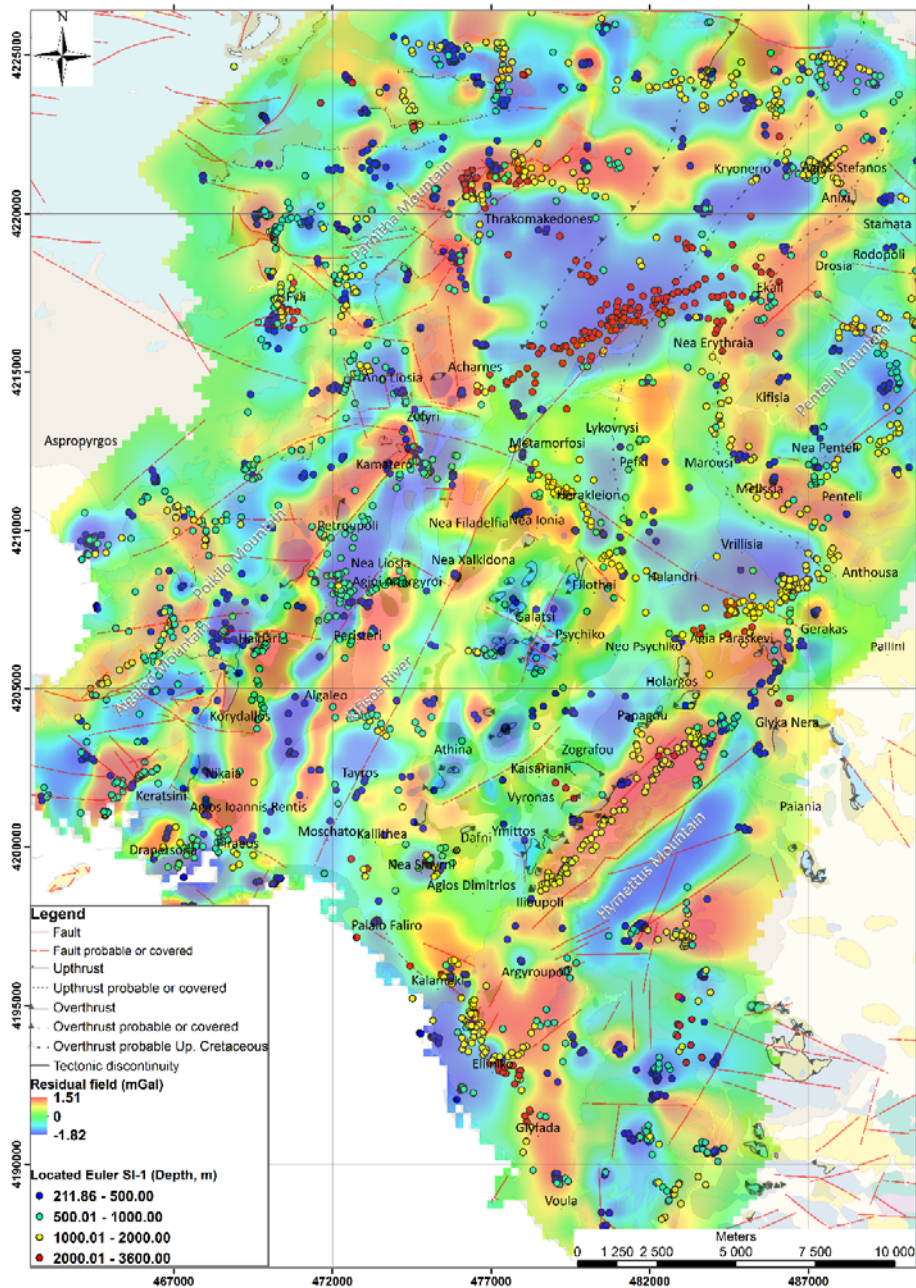 N
4225000
Kryonerio
Agios Stefanos
Parnitha Mountain
Anixi
4220000
Thrakomakedones
Stamata
Rodopoli
Drosia
Ekali
Fyli
Nea Erythraia
4215000
Acharnes
Ano Liosia
Kifisia
Penteli Mountain
Zefyri
Lykovrysi
Aspropyrgos
Metamorfosi
Nea Penteli
Kamatero
Pefki
Marousi
Melissia
Penteli
Herakleion
4210000
Petroupoli
Nea Filadelfia
Nea Ionia
Vrillisia
Poikilo Mountain
Nea Liosia
Nea Xalkidona
Anthousa
Agioi Anargyroi
Filothei
Halandri
Galatsi
Gerakas
Haidari
Peristeri
Psychiko
Neo Psychiko
Agia Paraskevi
Pallini
Aigaleo Mountain
4205000
Holargos
Algaleo
Kifisos River
Korydallos
Papagou
Glyka Nera
Athina
Zografou
Nikaia
Tavros
Kaisariani
Keratsini
Vyronas
Paiania
Agios Ioannis Rentis
Moschato
Kallithea
Dafni
Ymittos
4200000
Drapetsona
Piraeus
Nea Smyrni
Agios Dimitrios
Ilioupoli
Hymettus Mountain
Palaio Faliro
Argyroupoli
Kalamaki
4195000
Elliniko
Glyfada
4190000
Voula
Legend
Fault
Fault probable or covered
Upthrust
Upthrust probable or covered
Overthrust
Overthrust probable or covered
Overthrust probable Up. Cretaceous
Tectonic discontinuity
Residual field (mGal)
1.51
0
-1.82
Located Euler SI-1 (Depth, m)
211.86 - 500.00
500.01 - 1000.00
1000.01 - 2000.00
2000.01 - 3600.00
Meters
0 1 250 2 500 5 000 7 500 10 000
467000 472000 477000 482000